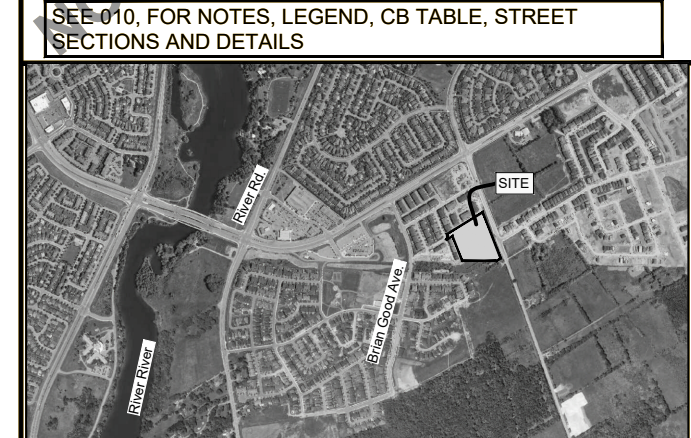 SEE 010, FOR NOTES, LEGEND, CB TABLE, STREET
SECTIONS AND DETAILS
SITE
River Rd.
Brian Good Ave.
River River